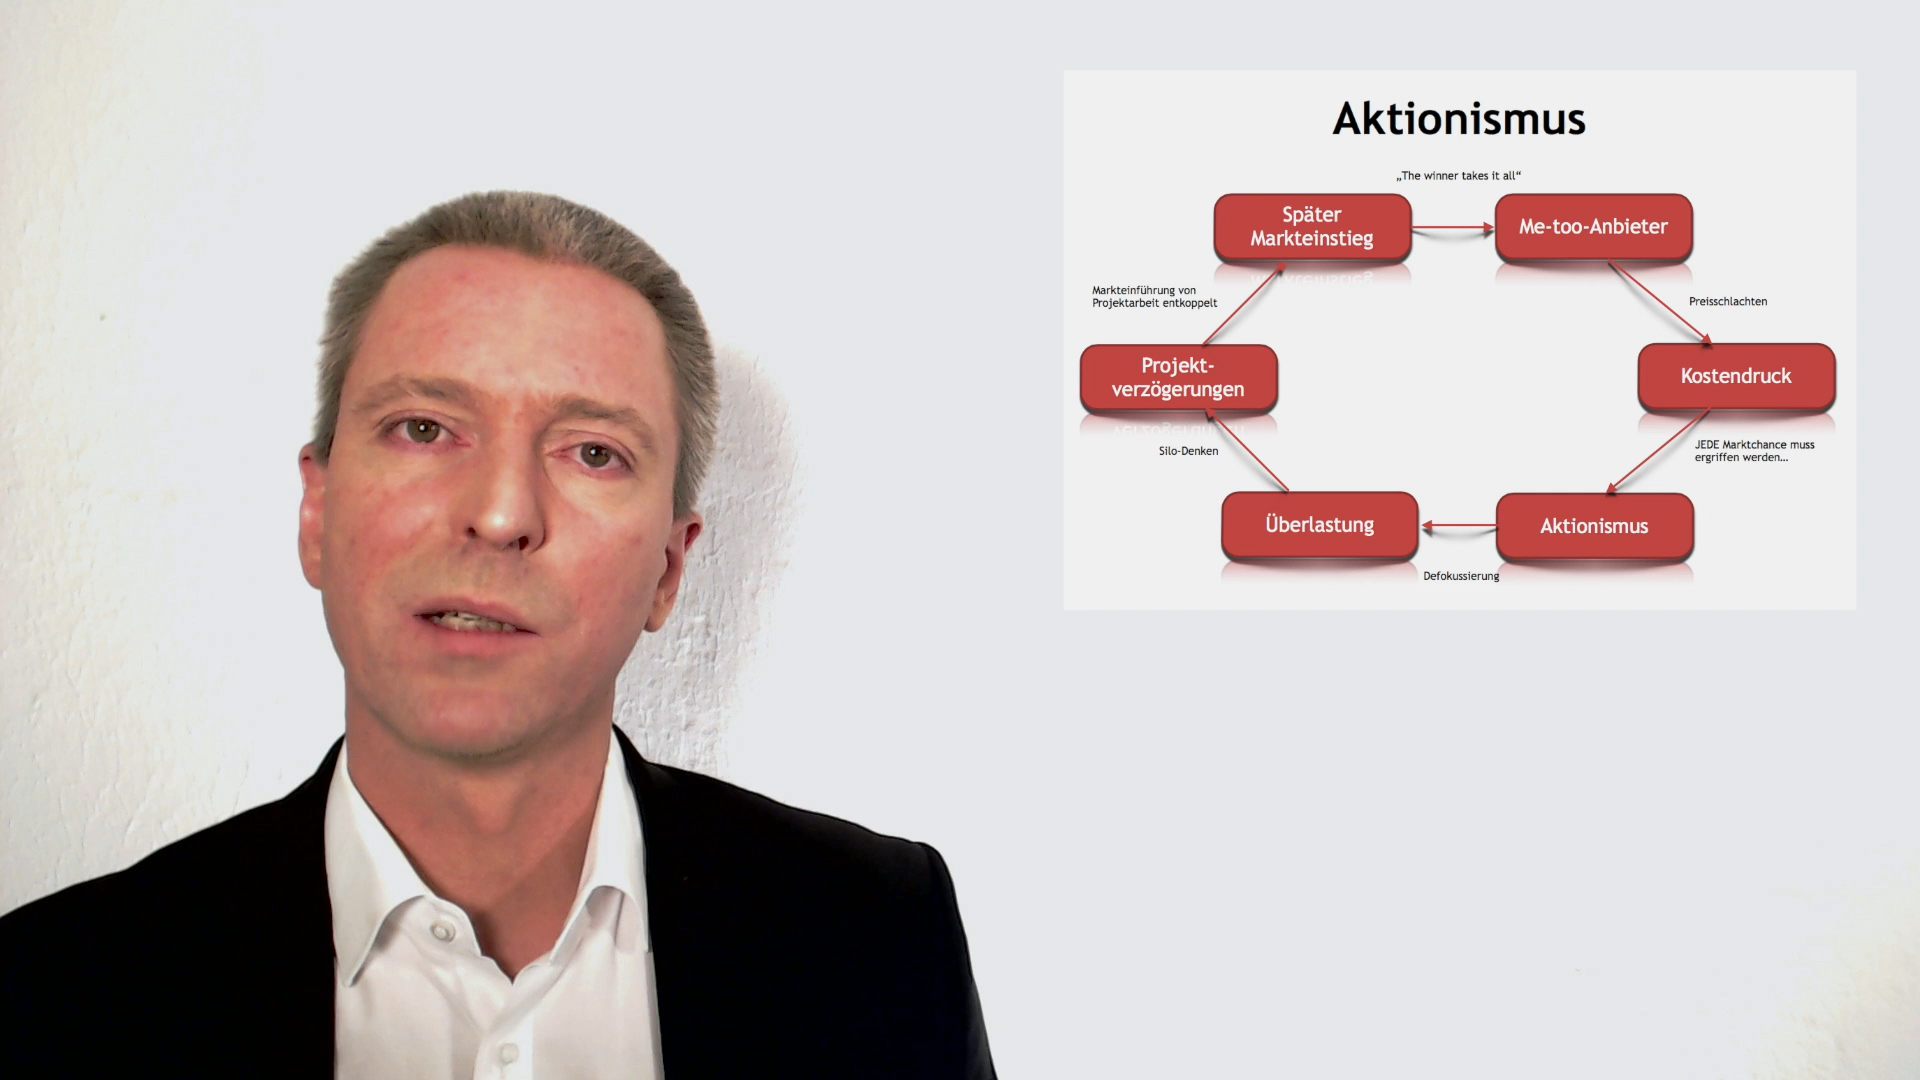 Aktionismus
„The winner takes it all“
Später
Markteinstieg
Me-too-Anbieter
Markteinführung von
Projektarbeit entkoppelt
Preisschlachten
Projekt-
verzögerungen
Kostendruck
Silo-Denken
JEDE Marktchance muss
ergriffen werden...
Überlastung
Aktionismus
Defokussierung